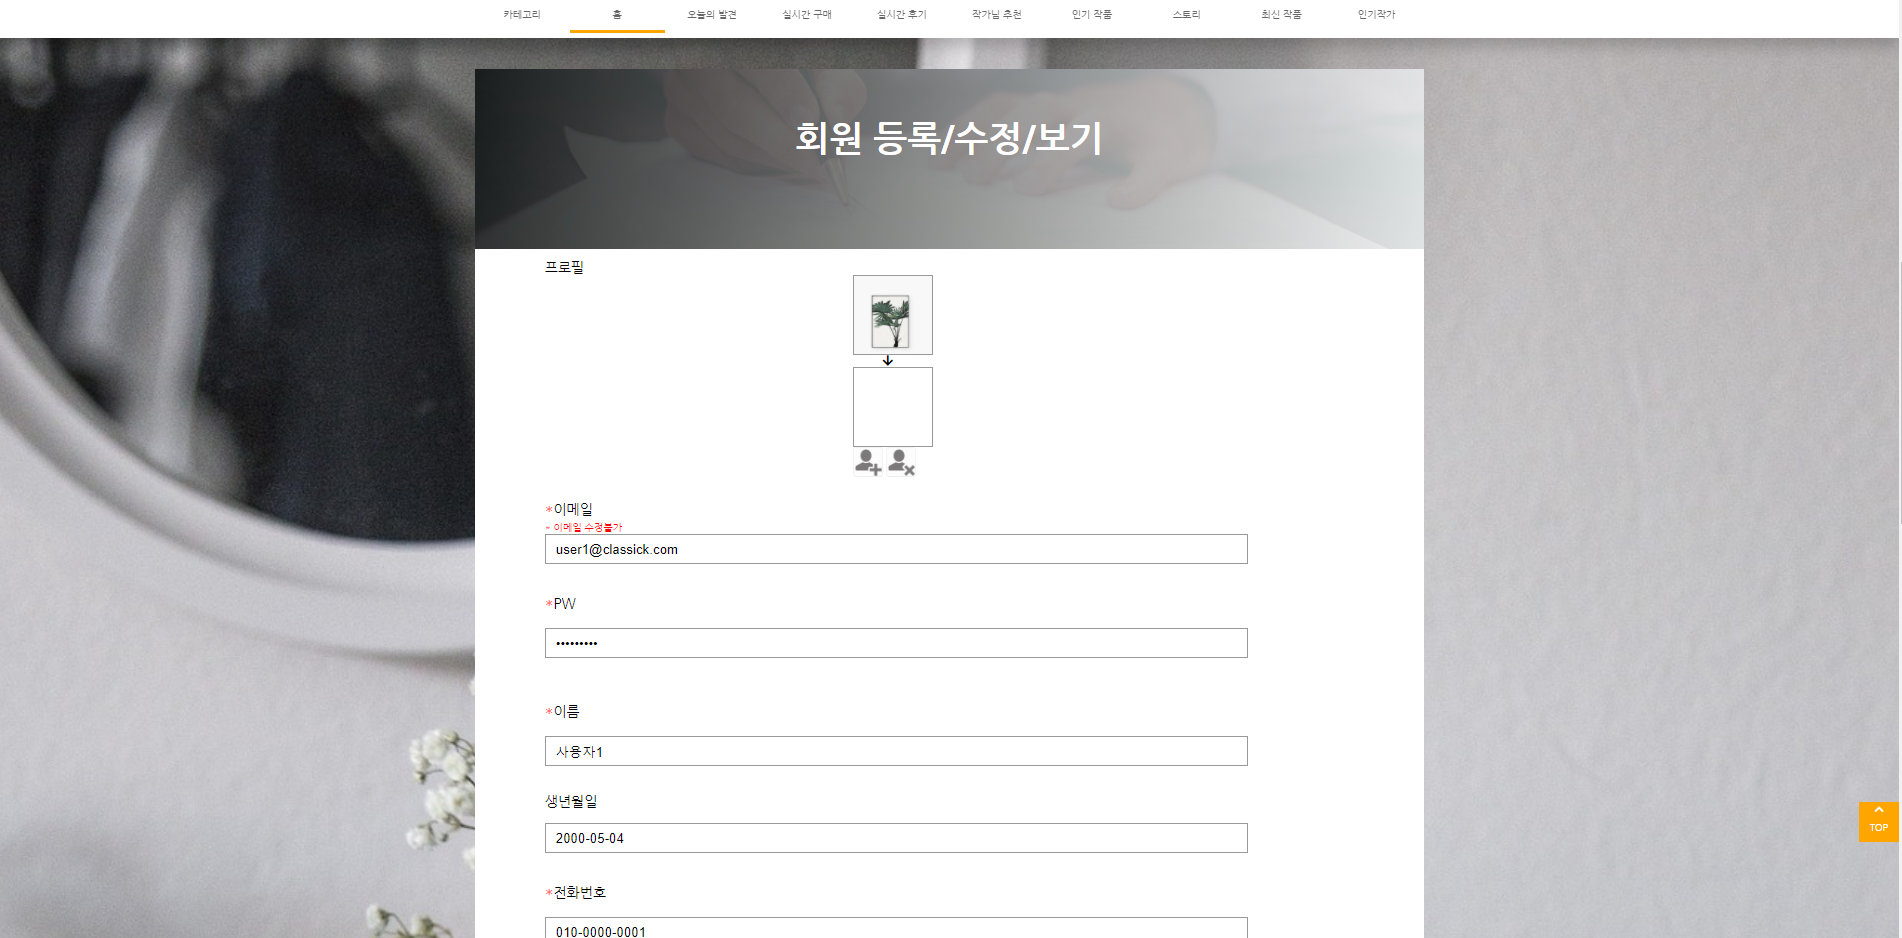 카테고리 홈 오늘의 발견 실시간 구매 실시간 후기 작가님 추천 인기 작품 스토리 최신 작품 인기작가
회원 등록/수정/보기
프로필
*이메일
* 이메일 수정불가
user1@classick.com
*PW
•••••••••
*이름
사용자1
생년월일
2000-05-04
*전화번호
010-0000-0001
TOP